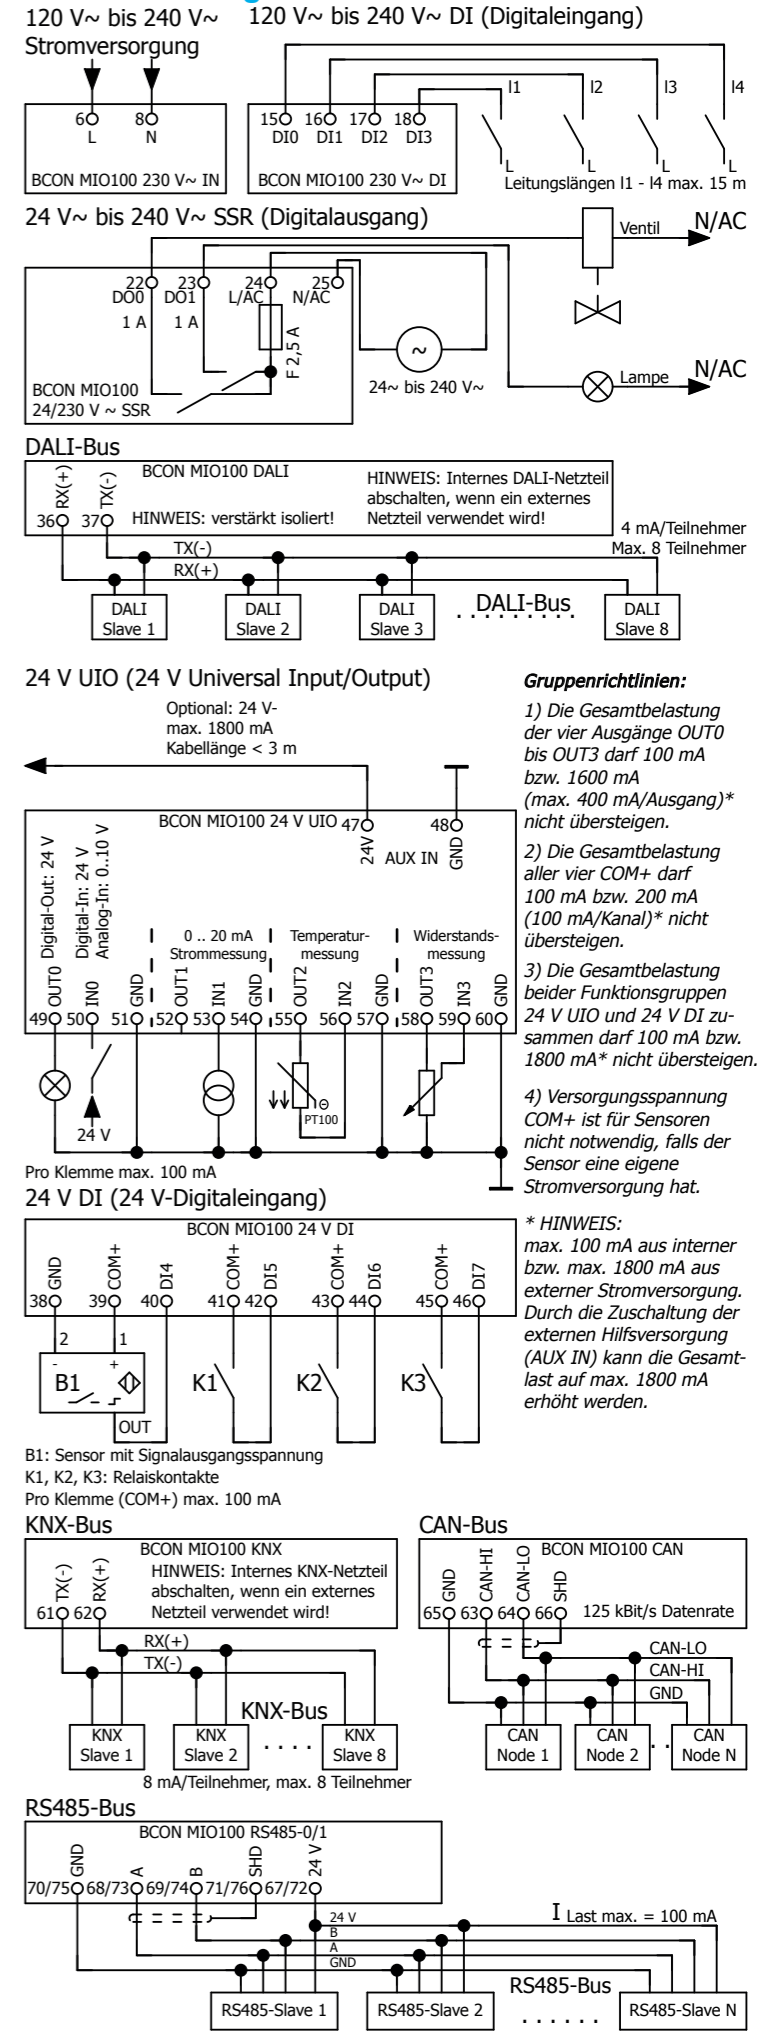 120 V~ bis 240 V~
Stromversorgung
6
L
8
N
BCON MIO100 230 V~ IN
120 V~ bis 240 V~ DI (Digitaleingang)
l1
l2
l3
l4
15
16
17
18
DI0
DI1
DI2
DI3
L
L
L
L
BCON MIO100 230 V~ DI
Leitungslängen l1 - l4 max. 15 m
24 V~ bis 240 V~ SSR (Digitalausgang)
Ventil
N/AC
22
23
24
25
DO0
DO1
L/AC
N/AC
1 A
1 A
F 2,5 A
~
24~ bis 240 V~
BCON MIO100
24/230 V ~ SSR
Lampe
N/AC
DALI-Bus
BCON MIO100 DALI
RX(+)
TX(-)
36
37
HINWEIS: verstärkt isoliert!
HINWEIS: Internes DALI-Netzteil
abschalten, wenn ein externes
Netzteil verwendet wird!
4 mA/Teilnehmer
Max. 8 Teilnehmer
TX(-)
RX(+)
DALI
Slave 1
DALI
Slave 2
DALI
Slave 3
DALI-Bus
. . . . . . . . .
DALI
Slave 8
24 V UIO (24 V Universal Input/Output)
Optional: 24 V-
max. 1800 mA
Kabellänge < 3 m
BCON MIO100 24 V UIO
47
48
24V
AUX IN
GND
Digital-Out: 24 V
Digital-In: 24 V
Analog-In: 0..10 V
0 .. 20 mA
Strommessung
Temperatur-
messung
Widerstands-
messung
OUT0
IN0
GND
OUT1
IN1
GND
OUT2
IN2
GND
OUT3
IN3
GND
49
50
51
52
53
54
55
56
57
58
59
60
24 V
Θ
PT100
Pro Klemme max. 100 mA
Gruppenrichtlinien:
1) Die Gesamtbelastung
der vier Ausgänge OUT0
bis OUT3 darf 100 mA
bzw. 1600 mA
(max. 400 mA/Ausgang)*
nicht übersteigen.
2) Die Gesamtbelastung
aller vier COM+ darf
100 mA bzw. 200 mA
(100 mA/Kanal)* nicht
übersteigen.
3) Die Gesamtbelastung
beider Funktionsgruppen
24 V UIO und 24 V DI zu-
sammen darf 100 mA bzw.
1800 mA* nicht übersteigen.
4) Versorgungsspannung
COM+ ist für Sensoren
nicht notwendig, falls der
Sensor eine eigene
Stromversorgung hat.
* HINWEIS:
max. 100 mA aus interner
bzw. max. 1800 mA aus
externer Stromversorgung.
Durch die Zuschaltung der
externen Hilfsversorgung
(AUX IN) kann die Gesamt-
last auf max. 1800 mA
erhöht werden.
24 V DI (24 V-Digitaleingang)
BCON MIO100 24 V DI
GND
COM+
DI4
COM+
DI5
COM+
DI6
COM+
DI7
38
39
40
41
42
43
44
45
46
2
1
-
+
B1
OUT
K1
K2
K3
B1: Sensor mit Signalausgangsspannung
K1, K2, K3: Relaiskontakte
Pro Klemme (COM+) max. 100 mA
KNX-Bus
BCON MIO100 KNX
TX(-)
RX(+)
61
62
HINWEIS: Internes KNX-Netzteil
abschalten, wenn ein externes
Netzteil verwendet wird!
RX(+)
TX(-)
KNX-Bus
KNX
Slave 1
KNX
Slave 2
. . . .
KNX
Slave 8
8 mA/Teilnehmer, max. 8 Teilnehmer
CAN-Bus
BCON MIO100 CAN
GND
CAN-HI
CAN-LO
SHD
65
63
64
66
125 kBit/s Datenrate
CAN-LO
CAN-HI
GND
CAN
Node 1
CAN
Node 2
. .
CAN
Node N
RS485-Bus
BCON MIO100 RS485-0/1
GND
A
B
SHD
24 V
70/75
68/73
69/74
71/76
67/72
24 V
B
A
GND
I Last max. = 100 mA
RS485-Slave 1
RS485-Slave 2
RS485-Bus
. . . . . .
RS485-Slave N